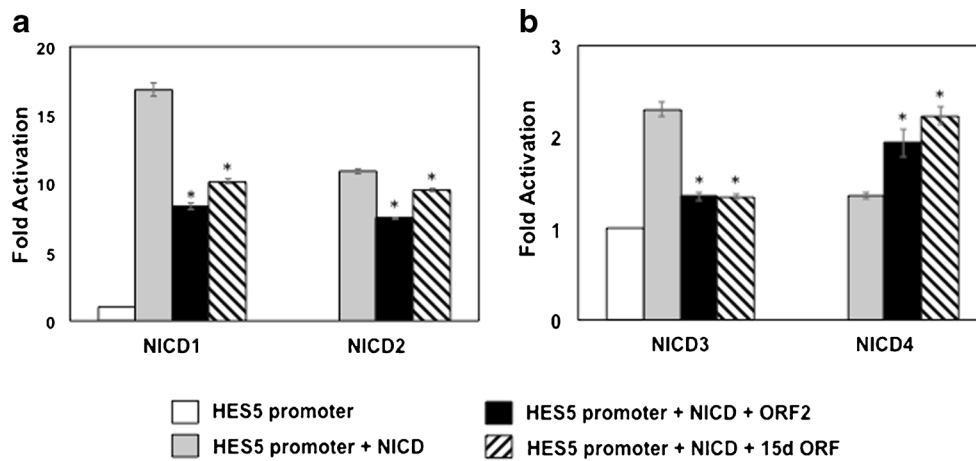 a
20
15
10
5
0
Fold Activation
*
*
*
*
NICD1 NICD2
b
3
2
1
0
Fold Activation
* *
*
*
NICD3 NICD4
HES5 promoter
HES5 promoter + NICD
HES5 promoter + NICD + ORF2
HES5 promoter + NICD + 15d ORF